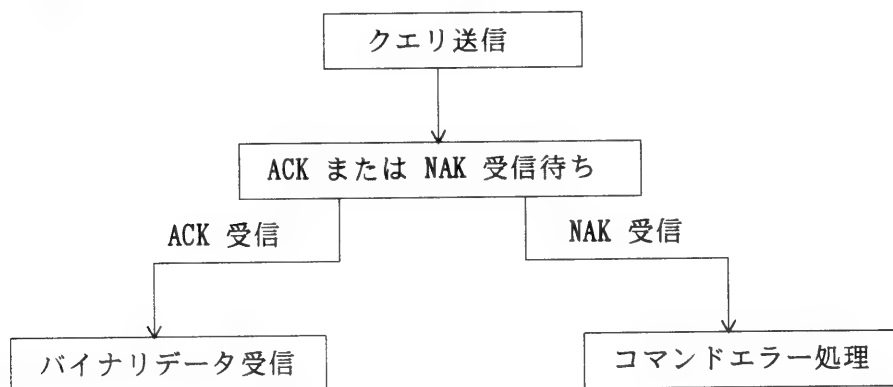 クエリ送信
ACK または NAK 受信待ち
ACK 受信
NAK 受信
バイナリデータ受信
コマンドエラー処理